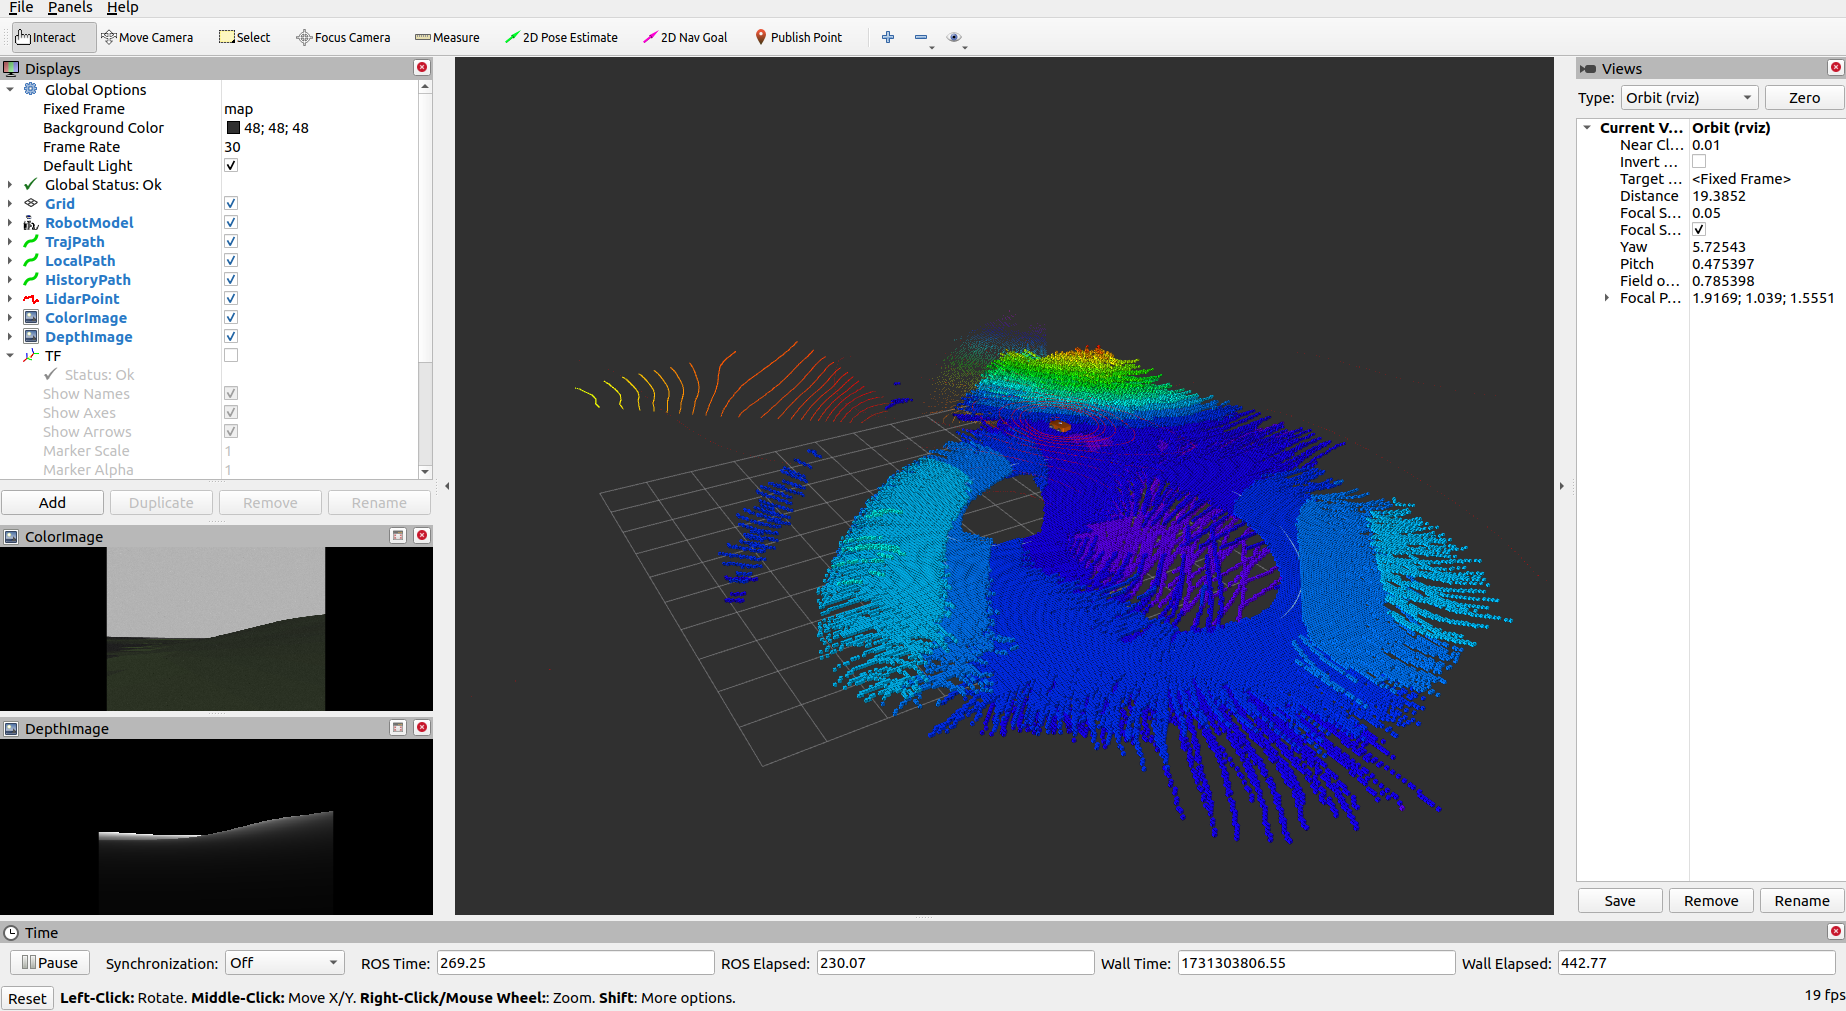 File Panels Help
Interact Move Camera Select Focus Camera Measure 2D Pose Estimate 2D Nav Goal Publish Point
Displays
Global Options
Fixed Frame map
Background Color 48; 48; 48
Frame Rate 30
Default Light
Global Status: Ok
Grid
RobotModel
TrajPath
LocalPath
HistoryPath
LidarPoint
ColorImage
DepthImage
TF
Status: Ok
Show Names
Show Axes
Show Arrows
Marker Scale 1
Marker Alpha 1
Add Duplicate Remove Rename
ColorImage
DepthImage
Views
Type: Orbit (rviz) Zero
Current V... Orbit (rviz)
Near Cl... 0.01
Invert ...
Target ... <Fixed Frame>
Distance 19.3852
Focal S... 0.05
Focal S...
Yaw 5.72543
Pitch 0.475397
Field o... 0.785398
Focal P... 1.9169; 1.039; 1.5551
Save Remove Rename
Time
Pause Synchronization: Off ROS Time: 269.25 ROS Elapsed: 230.07 Wall Time: 1731303806.55 Wall Elapsed: 442.77
Reset Left-Click: Rotate. Middle-Click: Move X/Y. Right-Click/Mouse Wheel:: Zoom. Shift: More options. 19 fps